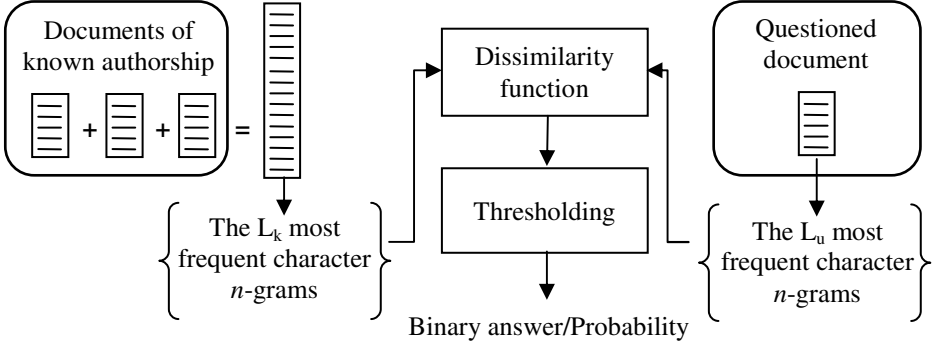 Documents of
known authorship
+ + =
Dissimilarity
function
Questioned
document
Thresholding
The Lk most
frequent character
n-grams
The Lu most
frequent character
n-grams
Binary answer/Probability